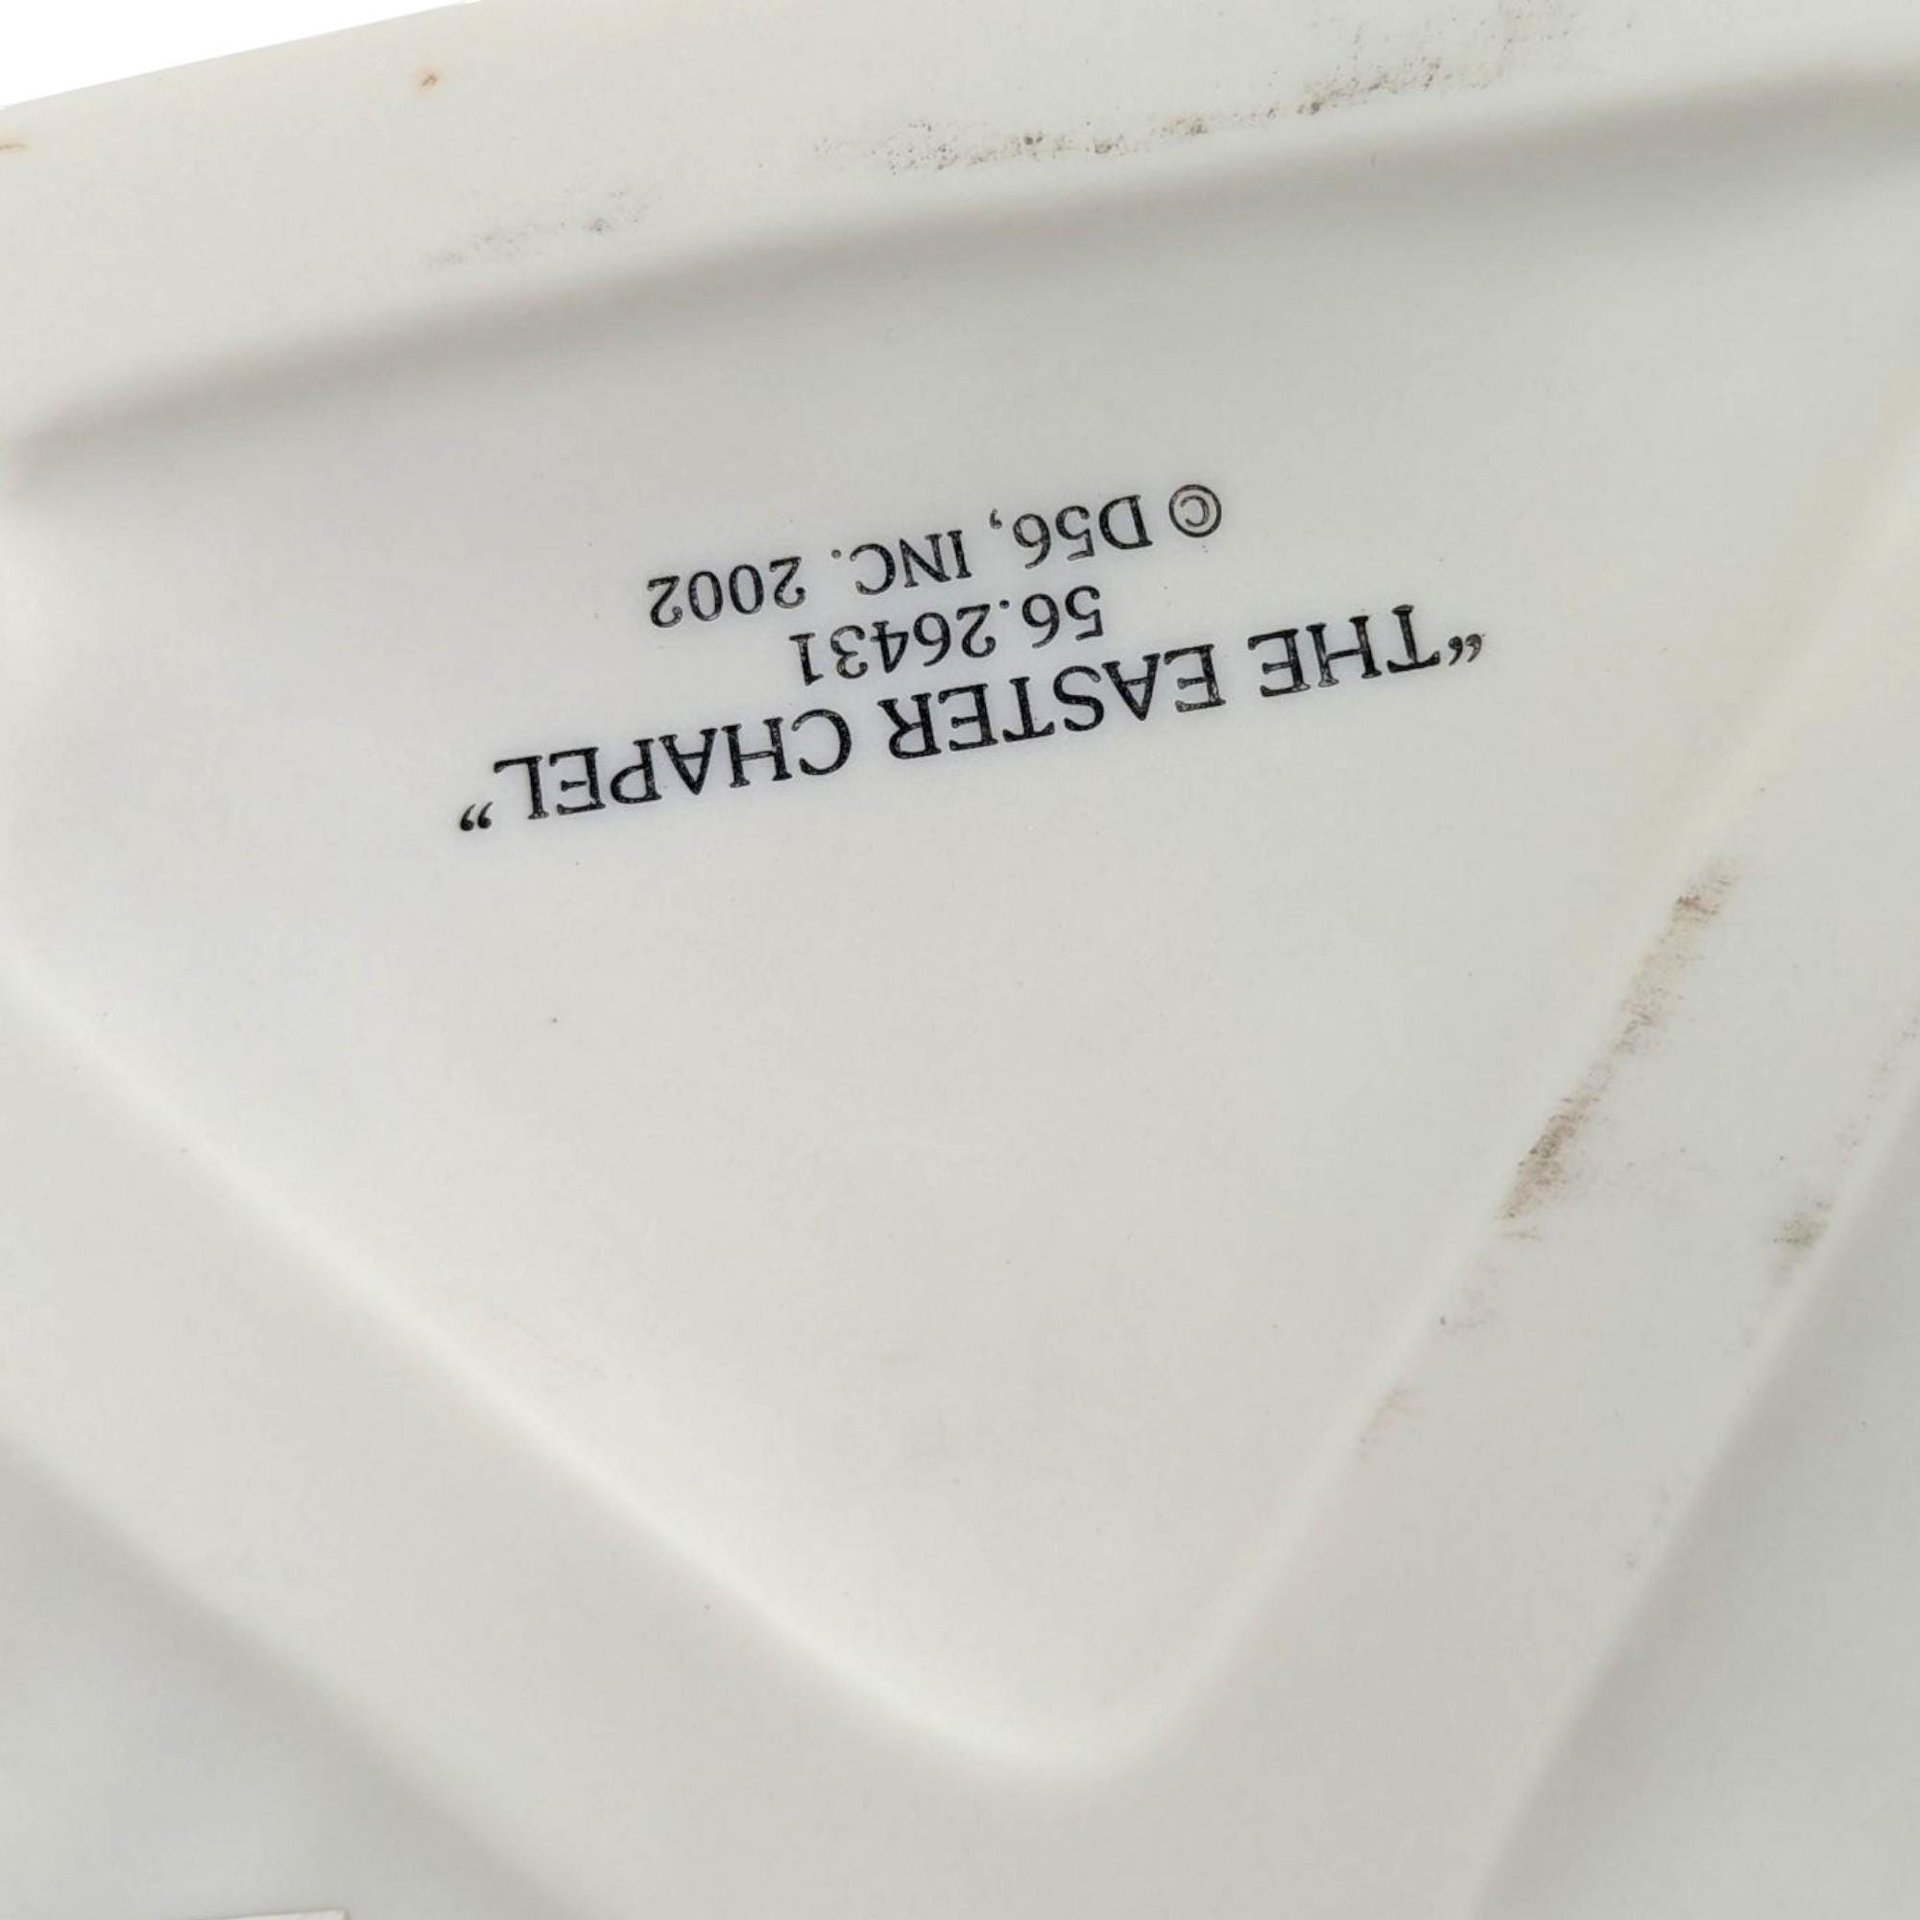 “THE EASTER CHAPEL”
56.26431
© D56, INC. 2002